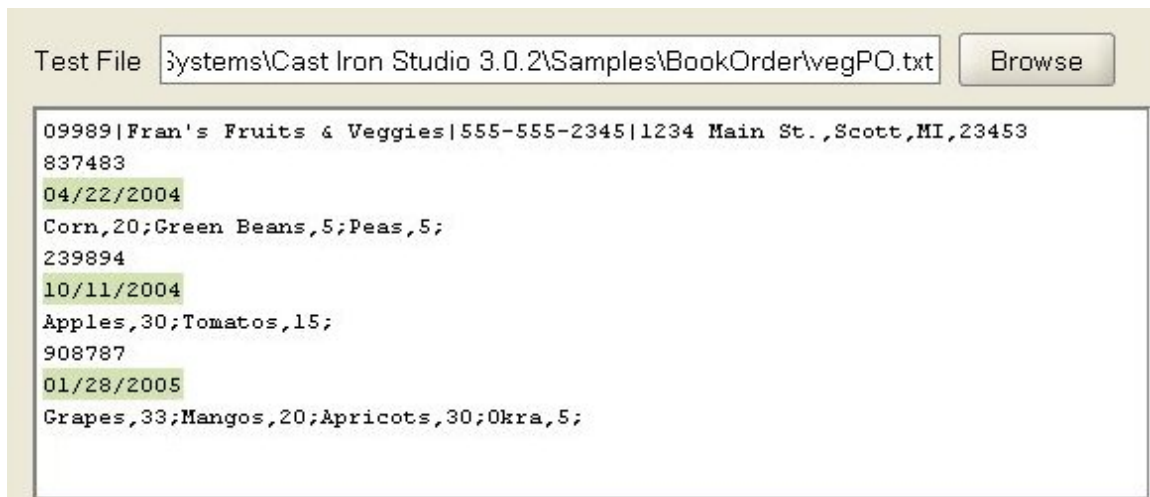 Test File Systems\Cast Iron Studio 3.0.2\Samples\BookOrder\vegPO.txt Browse
09989|Fran's Fruits & Veggies|555-555-2345|1234 Main St.,Scott,MI,23453
837483
04/22/2004
Corn,20;Green Beans,5;Peas,5;
239894
10/11/2004
Apples,30;Tomatos,15;
908787
01/28/2005
Grapes,33;Mangos,20;Apricots,30;Okra,5;